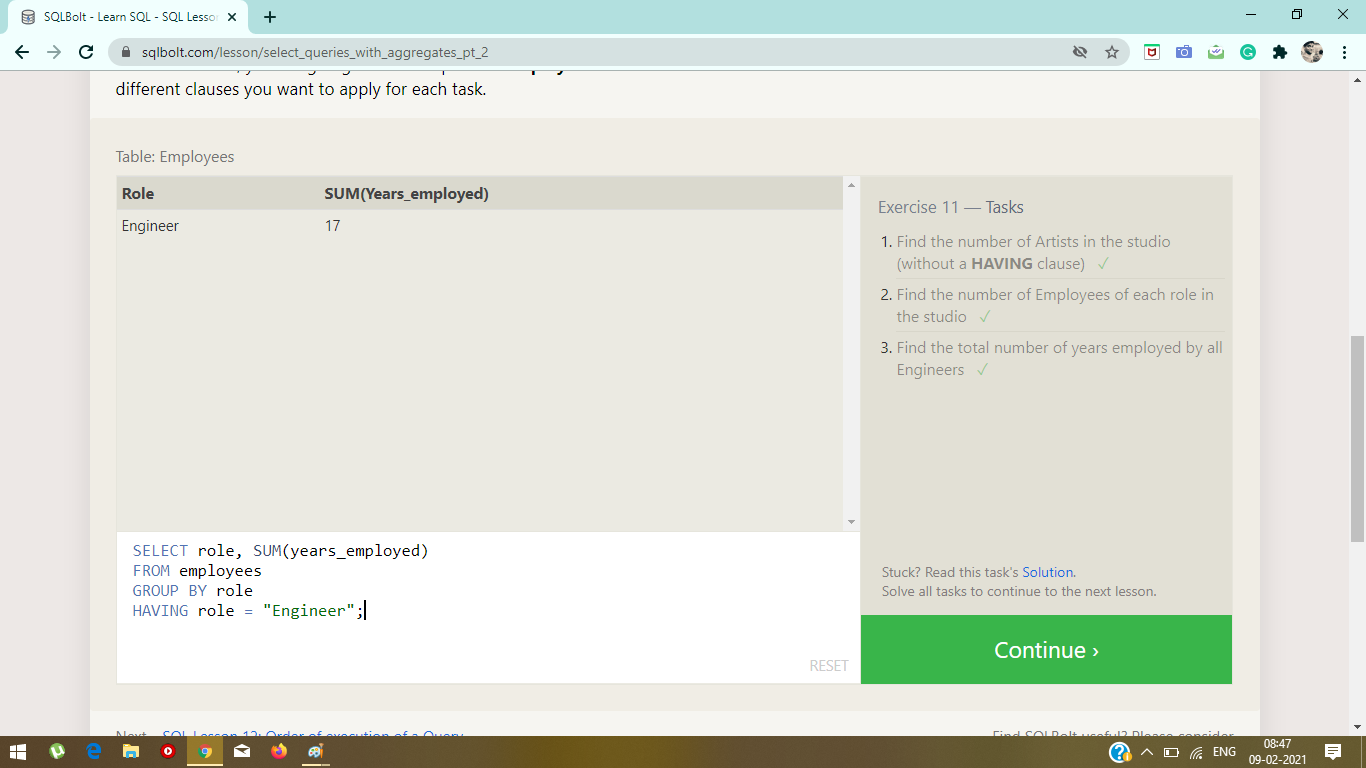 SQLBolt - Learn SQL - SQL Lesso
sqlbolt.com/lesson/select_queries_with_aggregates_pt_2
different clauses you want to apply for each task.
Table: Employees
Role SUM(Years_employed)
Engineer 17
Exercise 11 — Tasks
1. Find the number of Artists in the studio
(without a HAVING clause) ✓
2. Find the number of Employees of each role in
the studio ✓
3. Find the total number of years employed by all
Engineers ✓
Stuck? Read this task's Solution.
Solve all tasks to continue to the next lesson.
Continue ›
SELECT role, SUM(years_employed)
FROM employees
GROUP BY role
HAVING role = "Engineer";
RESET
Next – SQL Lesson 12: Order of execution of a Query
Find SQLBolt useful? Please consider
ENG
08:47
09-02-2021